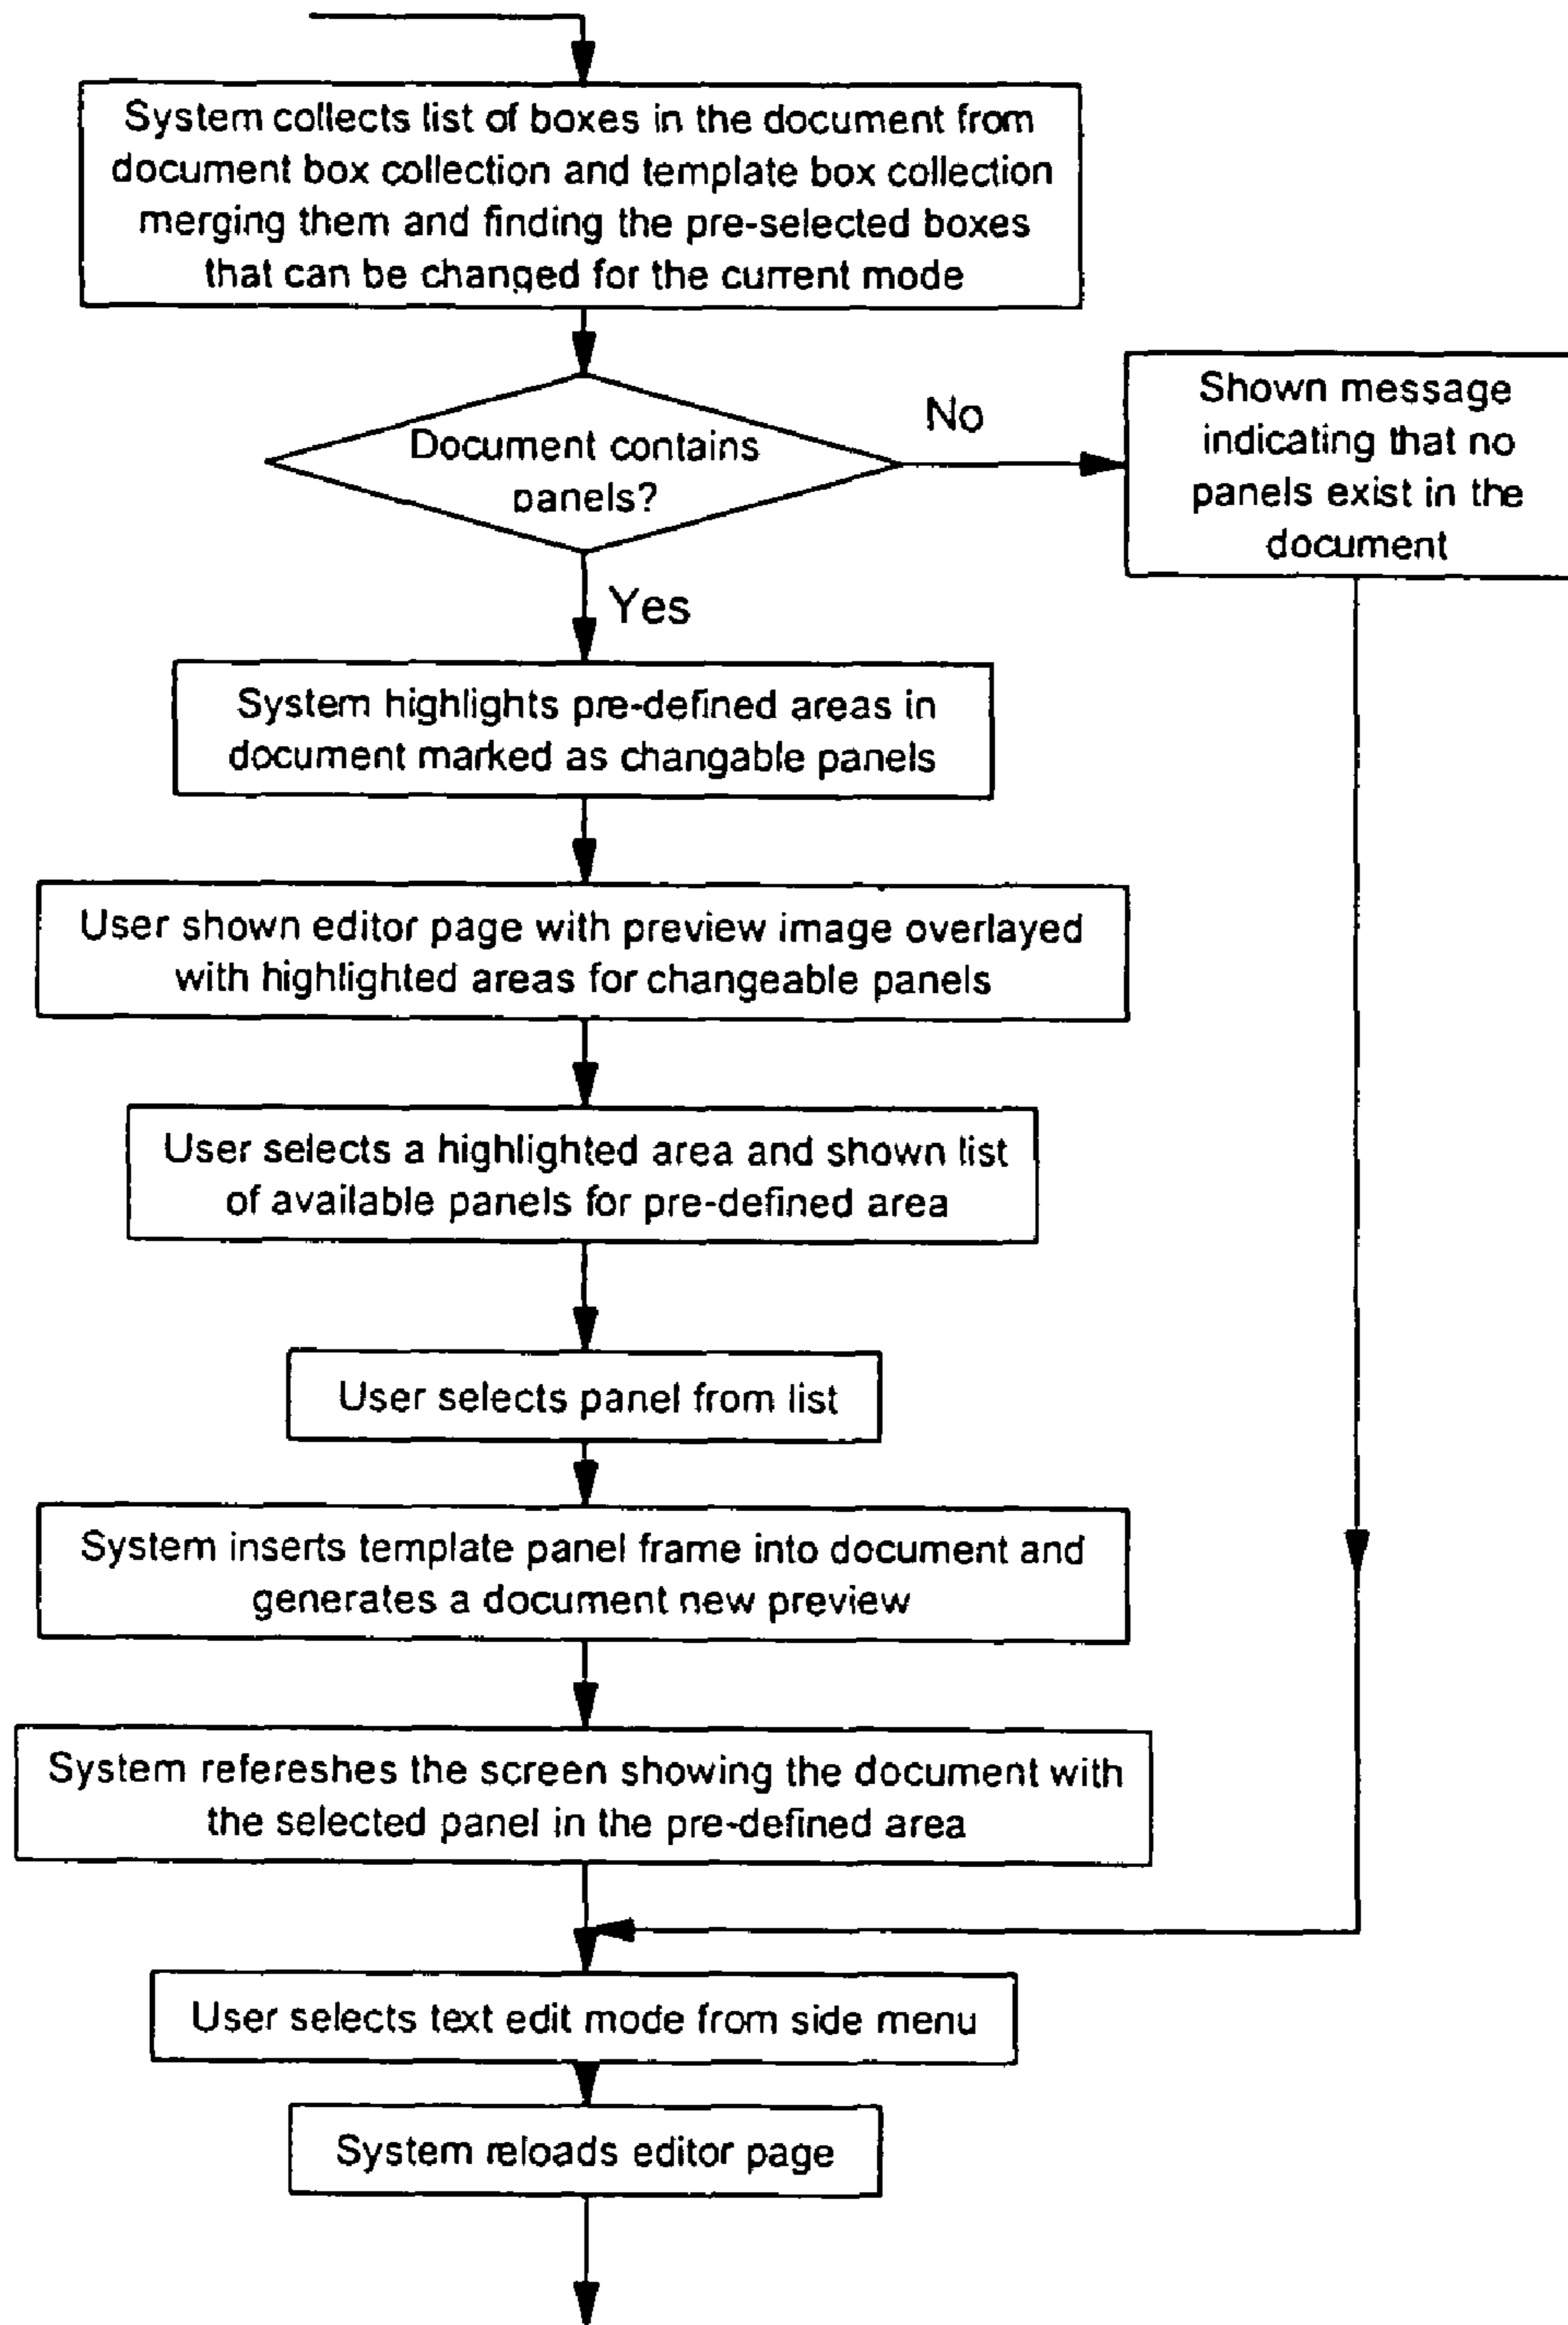 System collects list of boxes in the document from
document box collection and template box collection
merging them and finding the pre-selected boxes
that can be changed for the current mode
Document contains
panels?
No
Shown message
indicating that no
panels exist in the
document
Yes
System highlights pre-defined areas in
document marked as changable panels
User shown editor page with preview image overlayed
with highlighted areas for changeable panels
User selects a highlighted area and shown list
of available panels for pre-defined area
User selects panel from list
System inserts template panel frame into document and
generates a document new preview
System refereshes the screen showing the document with
the selected panel in the pre-defined area
User selects text edit mode from side menu
System reloads editor page